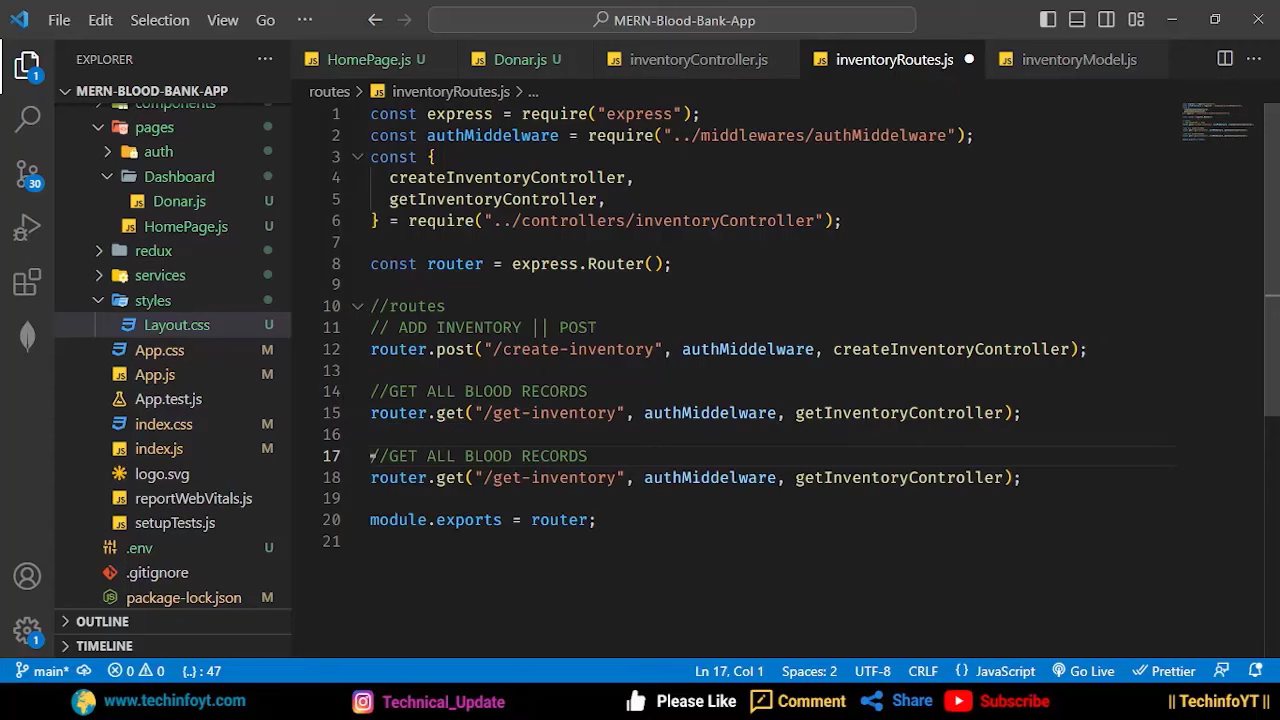 File Edit Selection View Go ··· MERN-Blood-Bank-App
EXPLORER ···
HomePage.js U Donar.js U inventoryController.js inventoryRoutes.js inventoryModel.js ···
1
MERN-BLOOD-BANK-APP
routes > inventoryRoutes.js > ...
components
pages
auth
Dashboard
Donar.js U
HomePage.js U
redux
services
styles
Layout.css U
App.css M
App.js M
App.test.js
index.css M
index.js M
logo.svg
reportWebVitals.js
setupTests.js
.env U
.gitignore
package-lock.json M
OUTLINE
TIMELINE
30
1
1 const express = require("express");
2 const authMiddelware = require("../middlewares/authMiddelware");
3 const {
4 createInventoryController,
5 getInventoryController,
6 } = require("../controllers/inventoryController");
7
8 const router = express.Router();
9
10 //routes
11 // ADD INVENTORY || POST
12 router.post("/create-inventory", authMiddelware, createInventoryController);
13
14 //GET ALL BLOOD RECORDS
15 router.get("/get-inventory", authMiddelware, getInventoryController);
16
17 //GET ALL BLOOD RECORDS
18 router.get("/get-inventory", authMiddelware, getInventoryController);
19
20 module.exports = router;
21
main* 0 0 {..} : 47 Ln 17, Col 1 Spaces: 2 UTF-8 CRLF {} JavaScript Go Live Prettier
www.techinfoyt.com Technical_Update Please Like Comment Share Subscribe || TechinfoYT ||